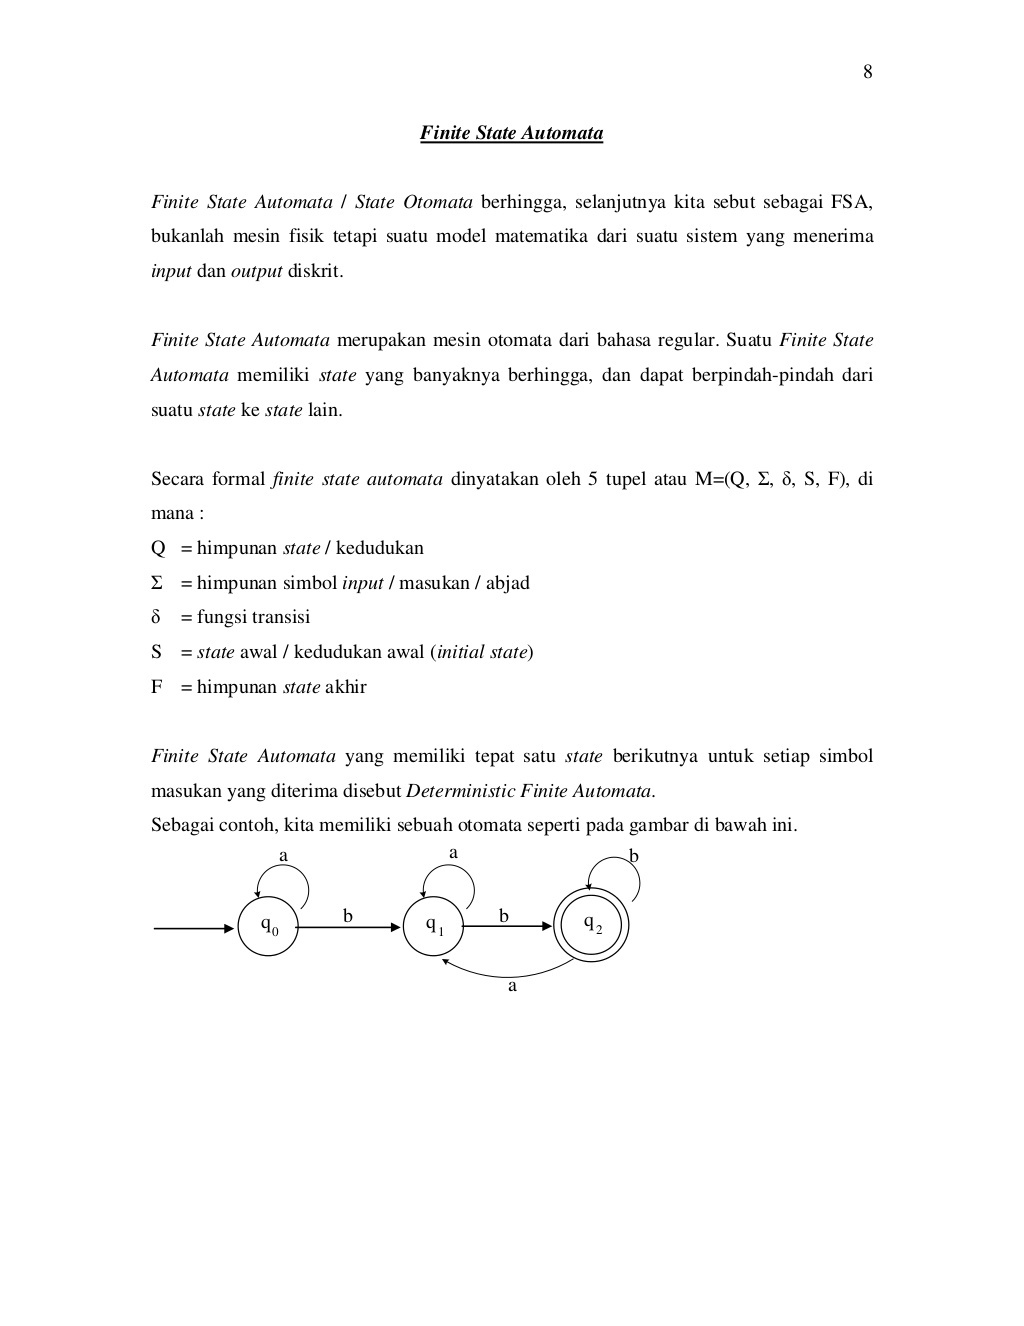 8
Finite State Automata
Finite State Automata / State Otomata berhingga, selanjutnya kita sebut sebagai FSA,
bukanlah mesin fisik tetapi suatu model matematika dari suatu sistem yang menerima
input dan output diskrit.
Finite State Automata merupakan mesin otomata dari bahasa regular. Suatu Finite State
Automata memiliki state yang banyaknya berhingga, dan dapat berpindah-pindah dari
suatu state ke state lain.
Secara formal finite state automata dinyatakan oleh 5 tupel atau M=(Q, Σ, δ, S, F), di
mana :
Q = himpunan state / kedudukan
Σ = himpunan simbol input / masukan / abjad
δ = fungsi transisi
S = state awal / kedudukan awal (initial state)
F = himpunan state akhir
Finite State Automata yang memiliki tepat satu state berikutnya untuk setiap simbol
masukan yang diterima disebut Deterministic Finite Automata.
Sebagai contoh, kita memiliki sebuah otomata seperti pada gambar di bawah ini.
a a b
q0 b q1 b q2
a